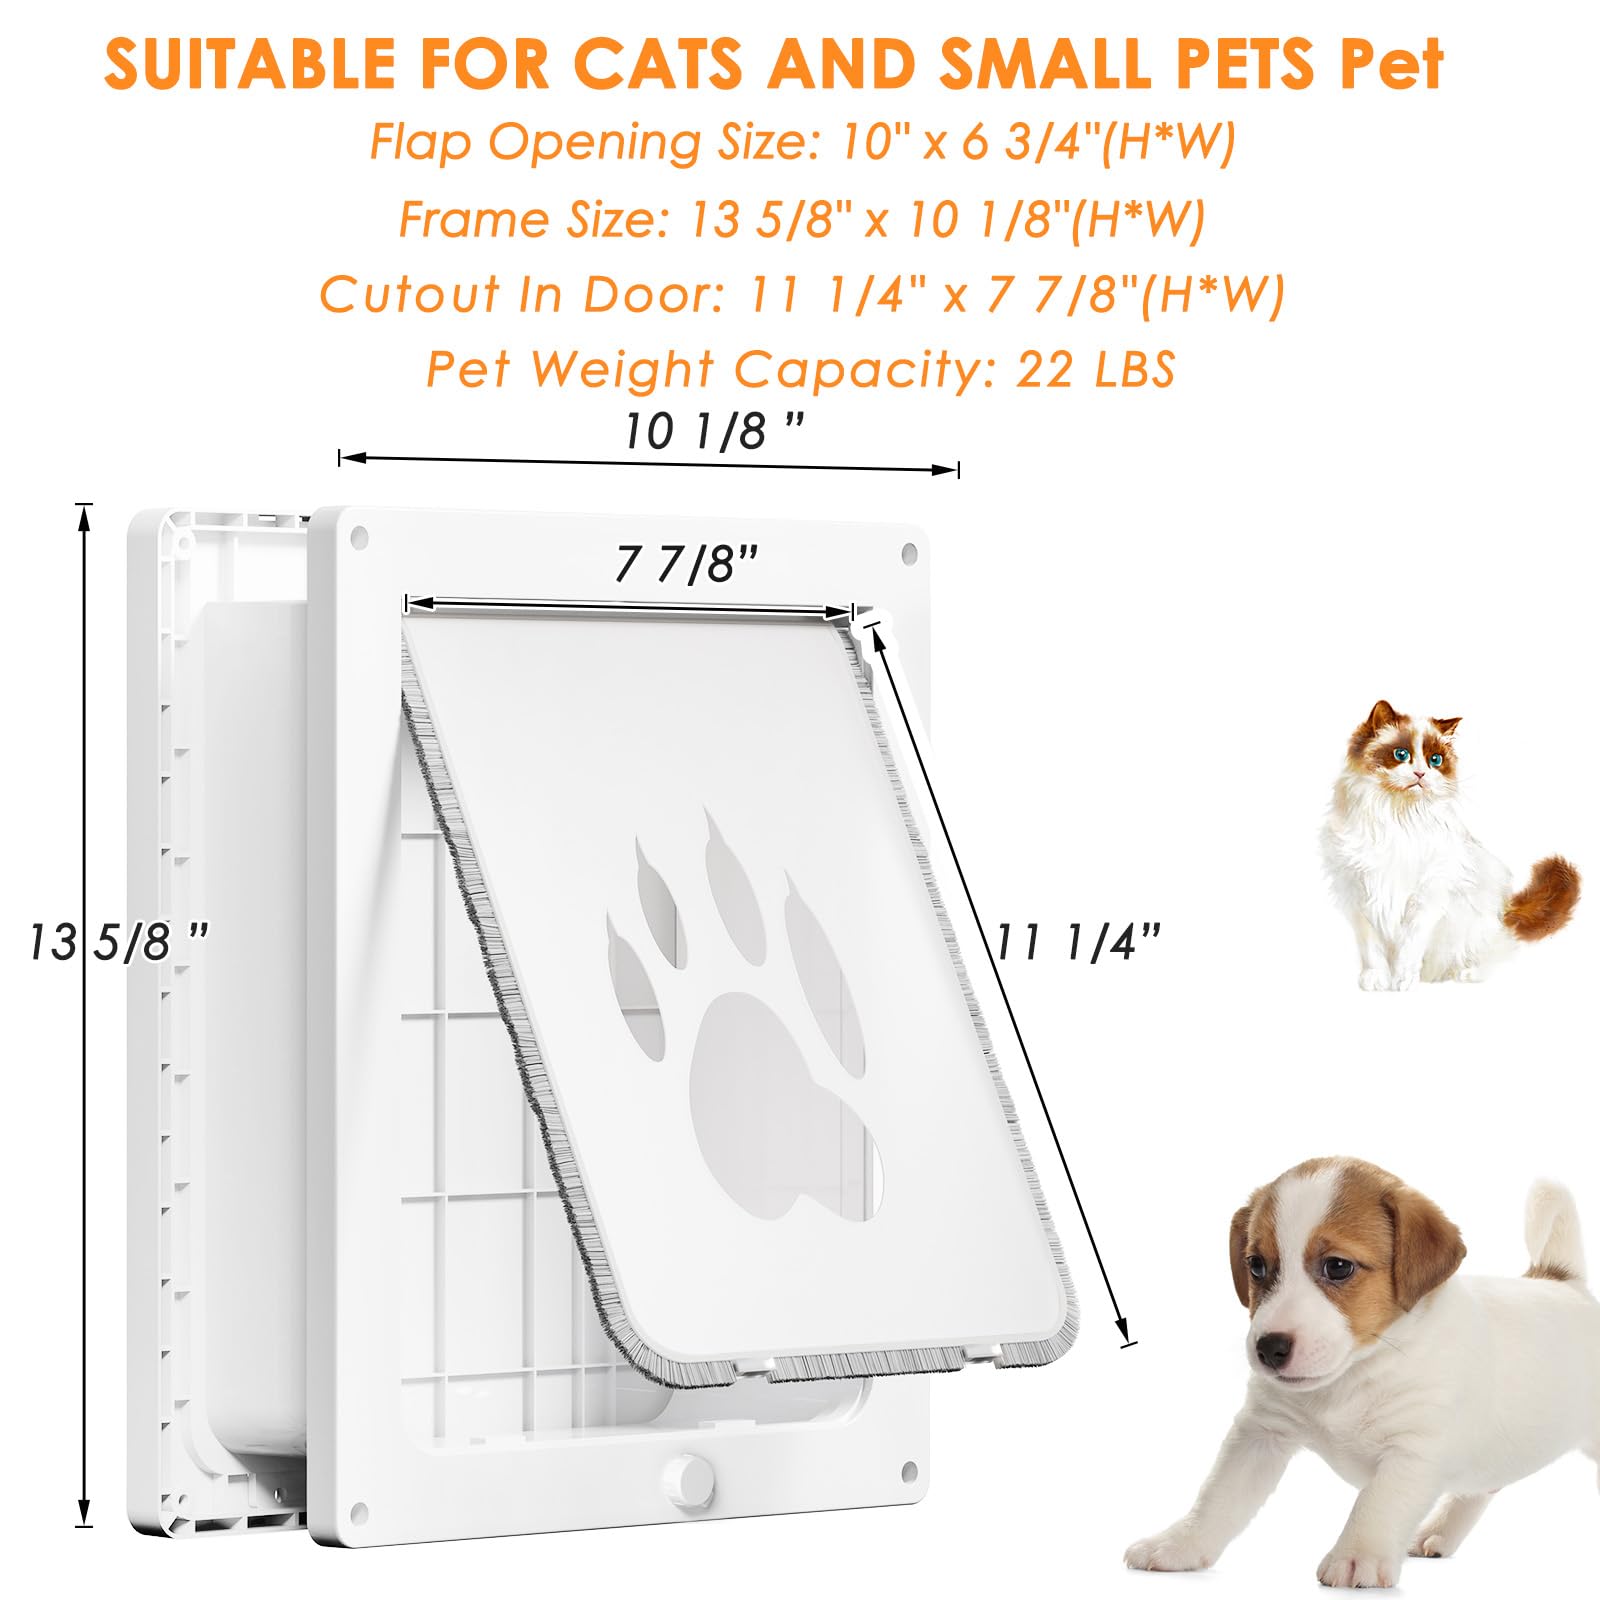 SUITABLE FOR CATS AND SMALL PETS Pet
Flap Opening Size: 10" x 6 3/4"(H*W)
Frame Size: 13 5/8" x 10 1/8"(H*W)
Cutout In Door: 11 1/4" x 7 7/8"(H*W)
Pet Weight Capacity: 22 LBS
10 1/8 ”
7 7/8”
13 5/8 ”
11 1/4”